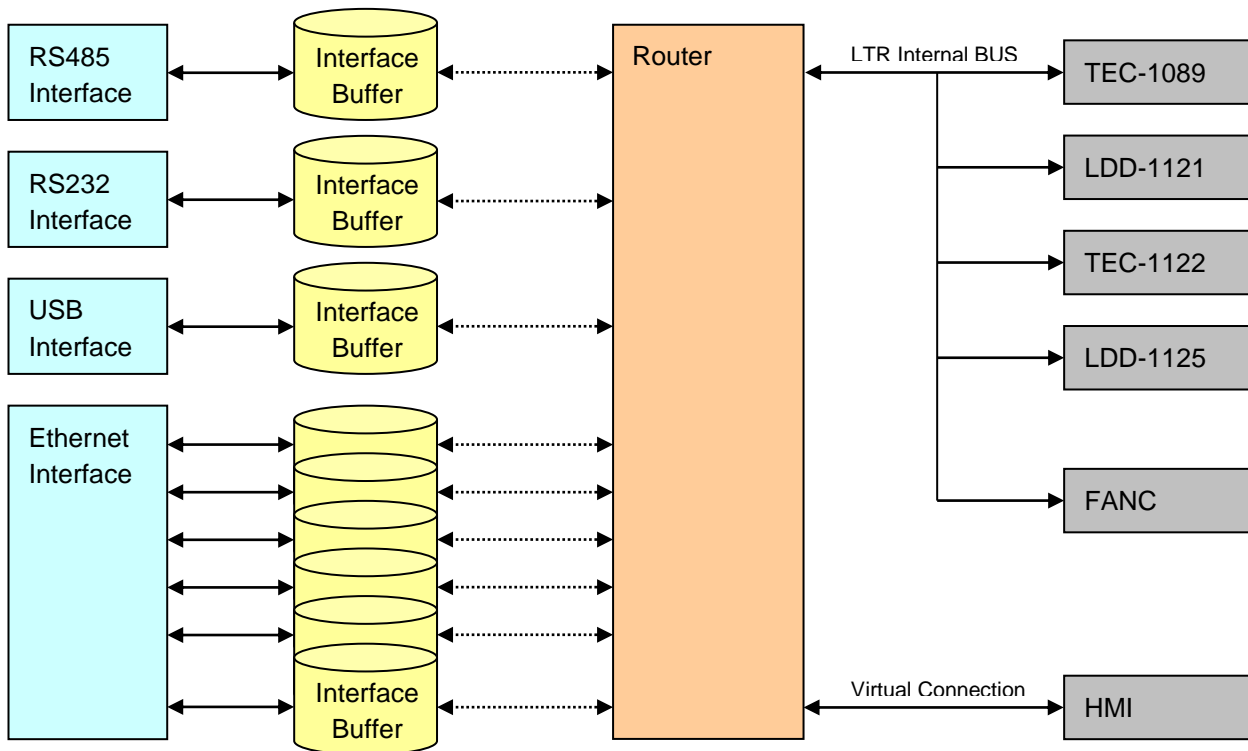 RS485
Interface
Interface
Buffer
Router
LTR Internal BUS
TEC-1089
RS232
Interface
Interface
Buffer
LDD-1121
USB
Interface
Interface
Buffer
TEC-1122
LDD-1125
Ethernet
Interface
FANC
Interface
Buffer
Virtual Connection
HMI